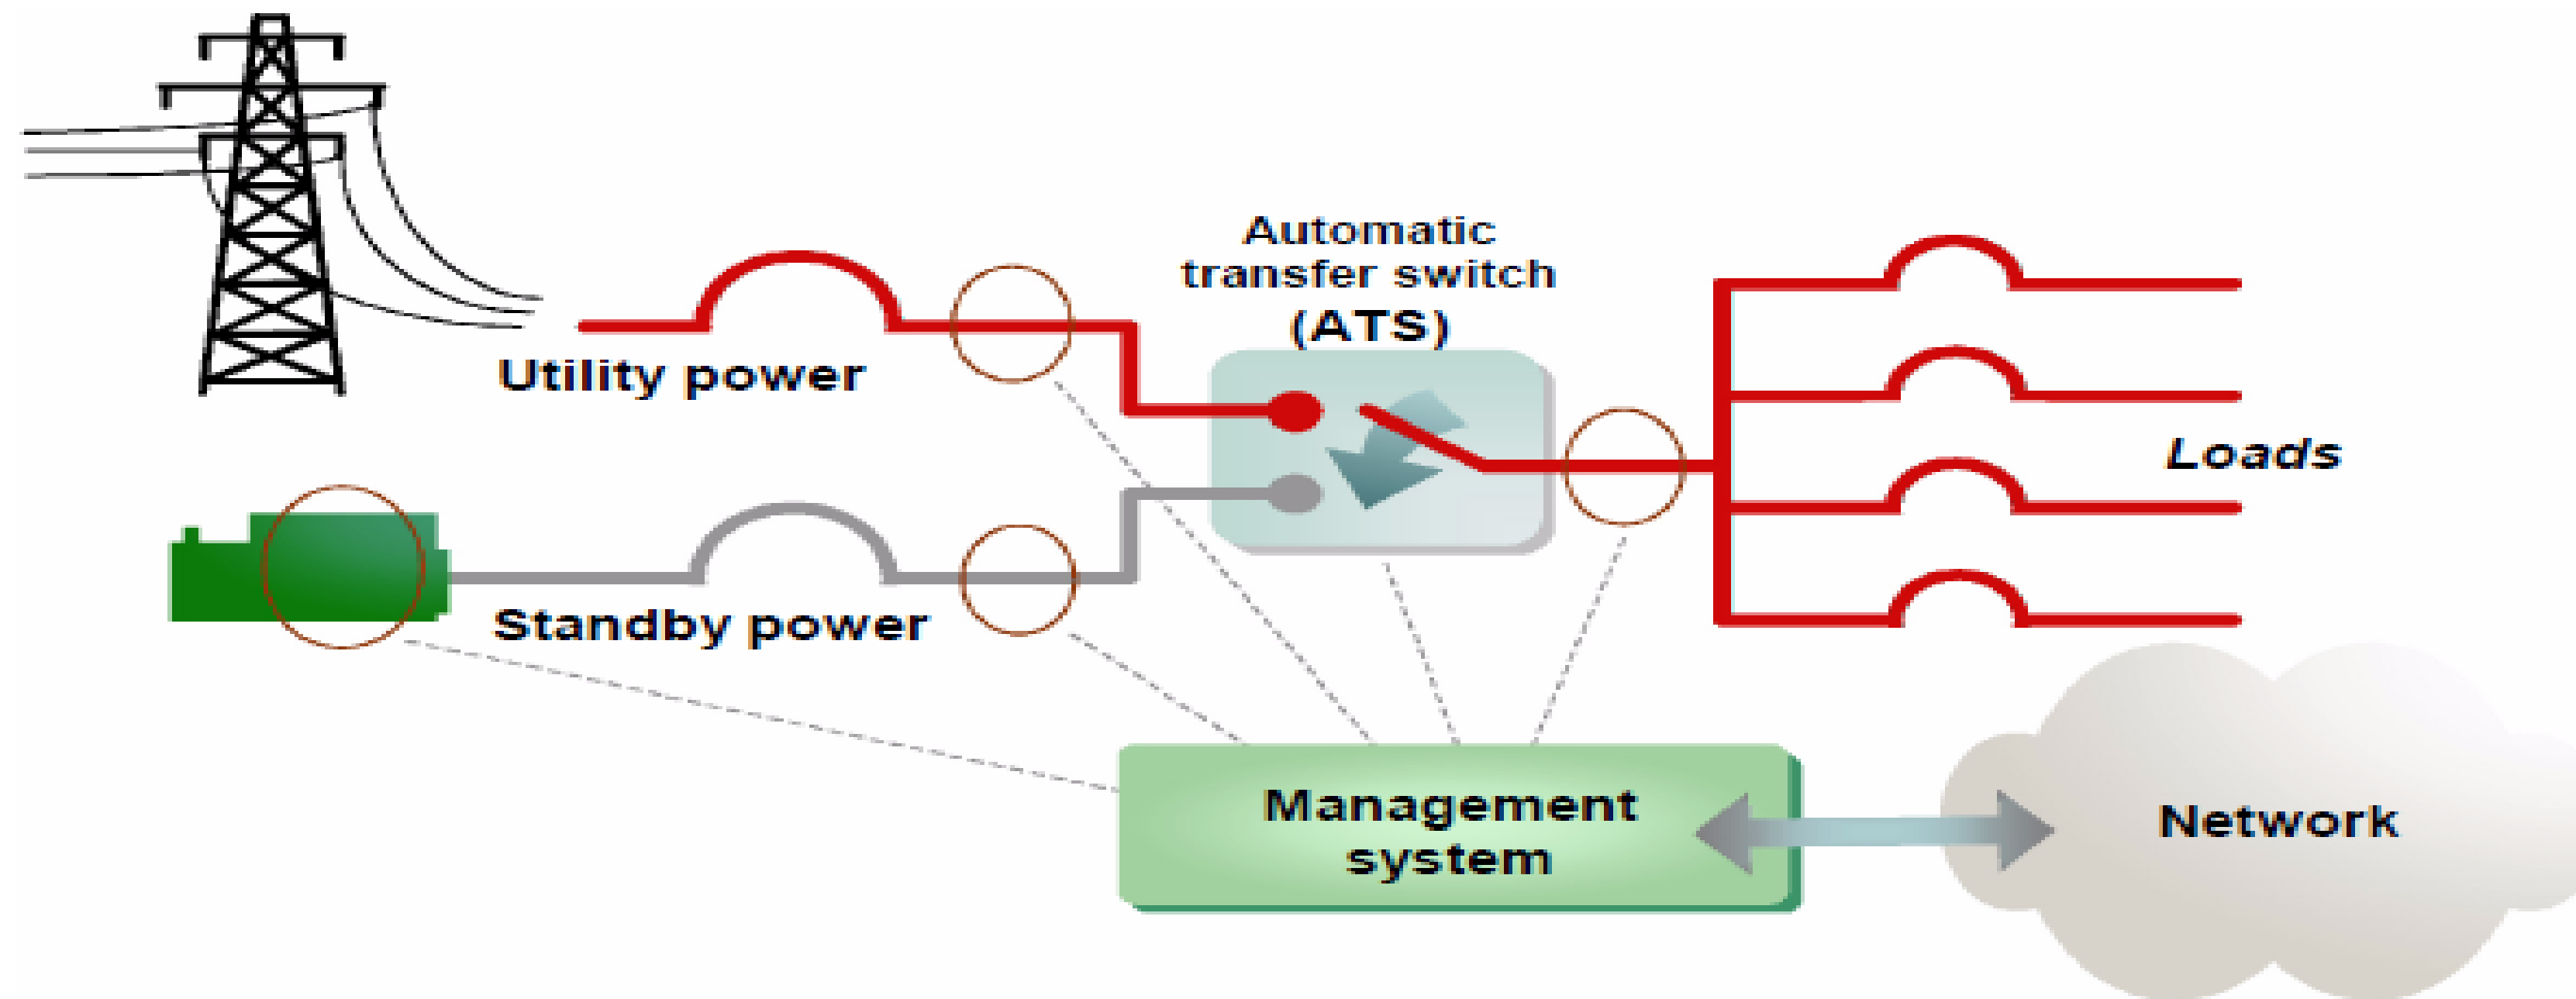 Automatic
transfer switch
(ATS)
Utility power
Loads
Standby power
Management
system
Network